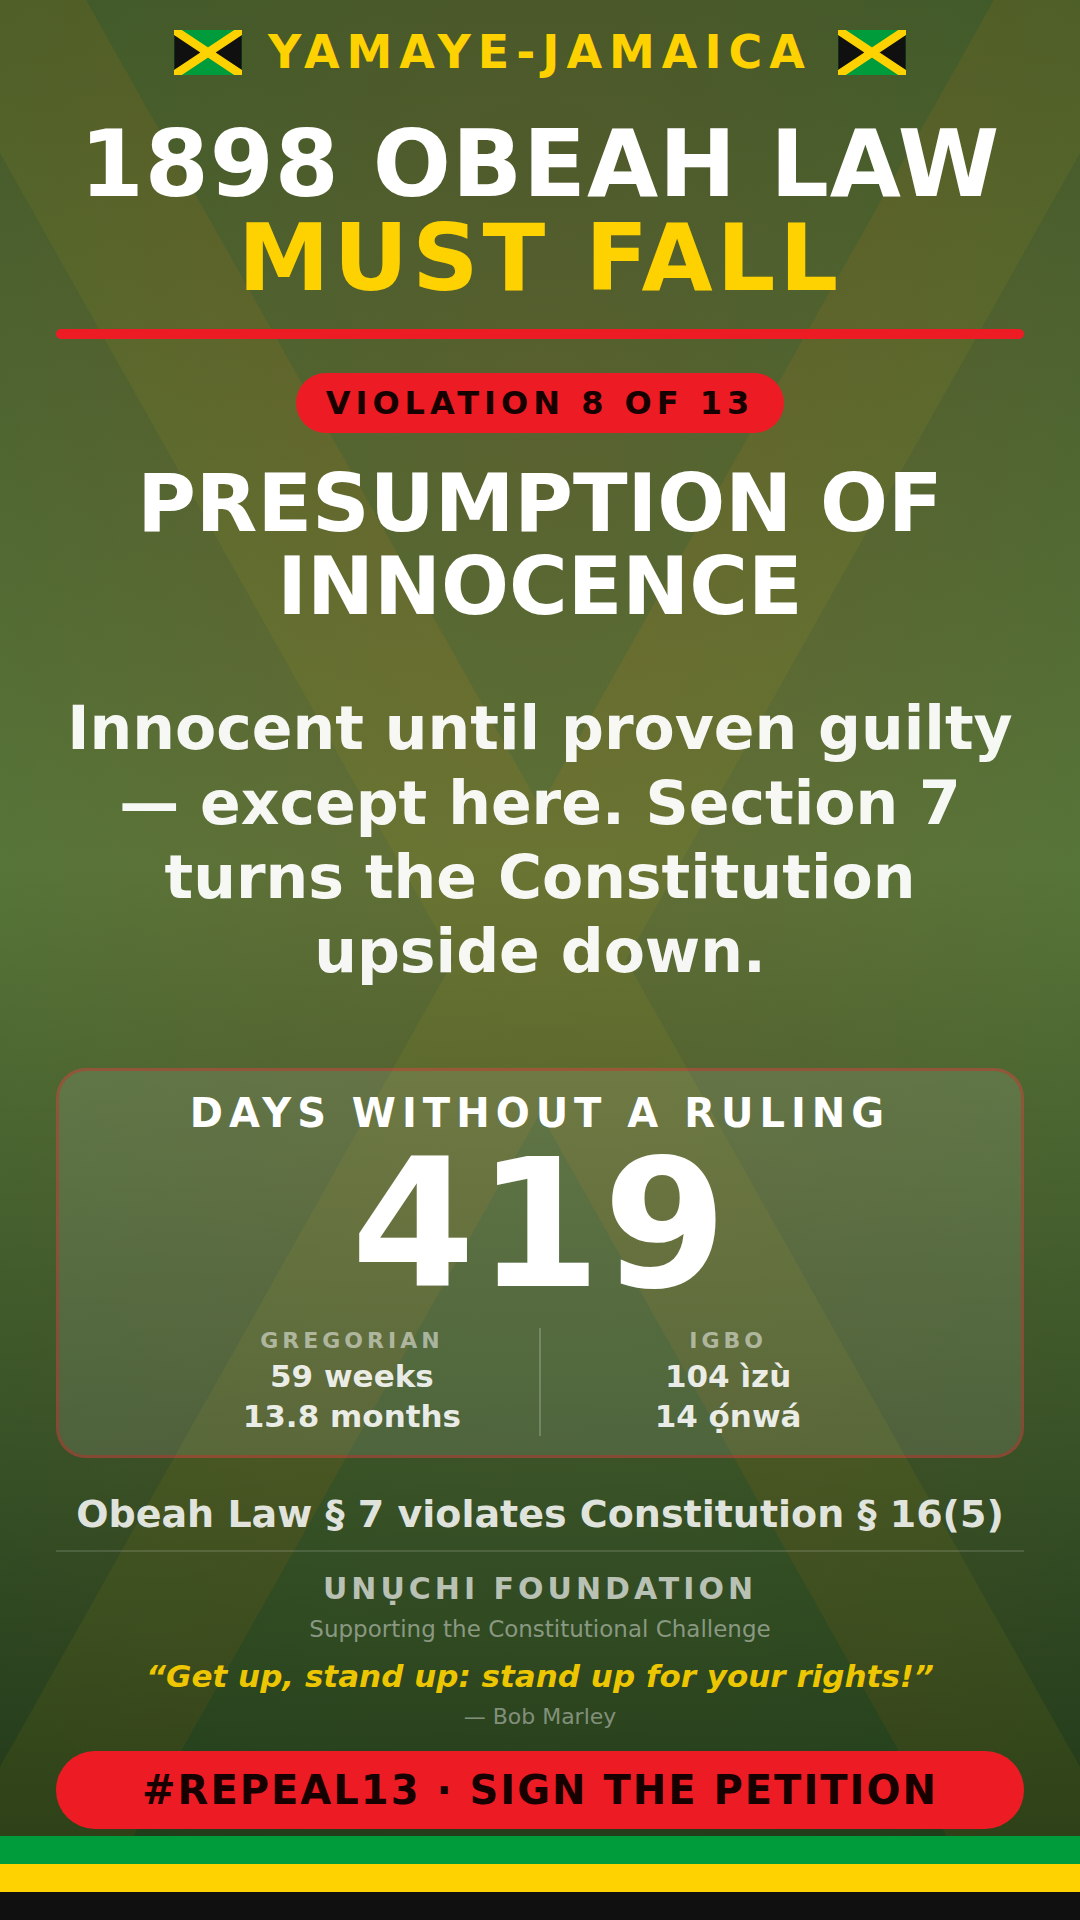 YAMAYE-JAMAICA
1898 OBEAH LAW
MUST FALL
VIOLATION 8 OF 13
PRESUMPTION OF
INNOCENCE
Innocent until proven guilty
— except here. Section 7
turns the Constitution
upside down.
DAYS WITHOUT A RULING
419
GREGORIAN
59 weeks
13.8 months
IGBO
104 ìzù
14 ọ́nwá
Obeah Law § 7 violates Constitution § 16(5)
UNỤCHI FOUNDATION
Supporting the Constitutional Challenge
“Get up, stand up: stand up for your rights!”
— Bob Marley
#REPEAL13 · SIGN THE PETITION